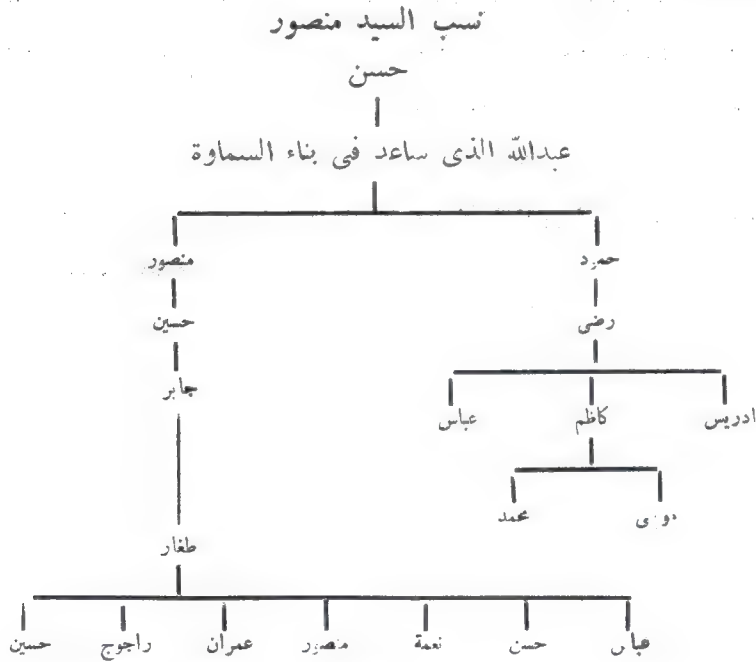 نسب السيد منصور
حسن
عبدالله الذى ساعد فى بناء السماوة
حمود منصور
رضى حسين
جابر
ادريس كاظم عباس
محمد
طغار
عباس حسن نعمة منصور عمران راجوج حسين